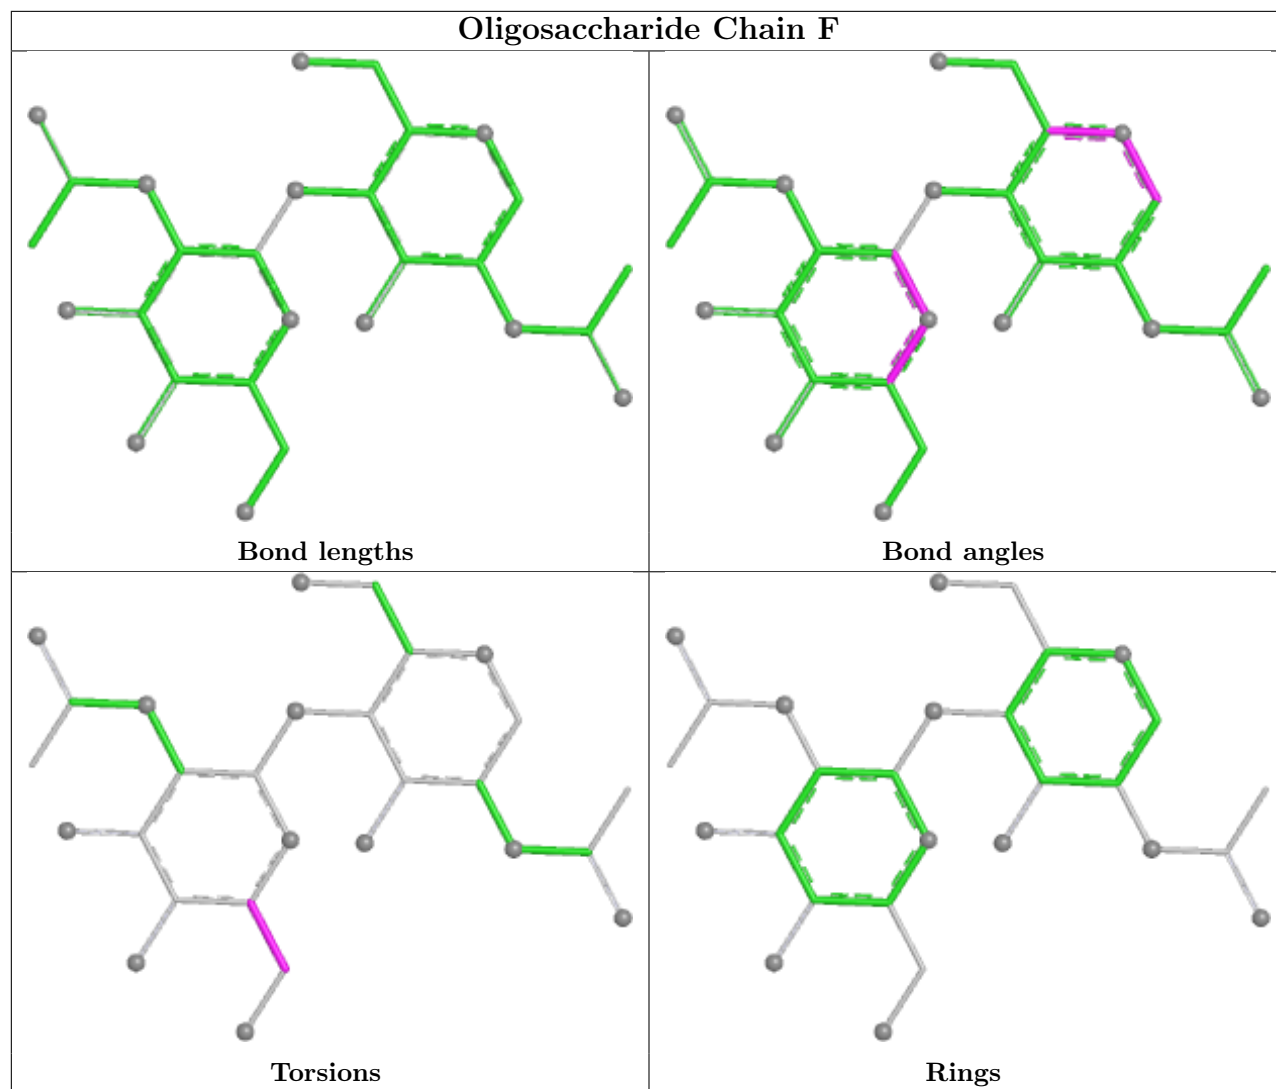 Oligosaccharide Chain F
Bond lengths
Bond angles
Torsions
Rings